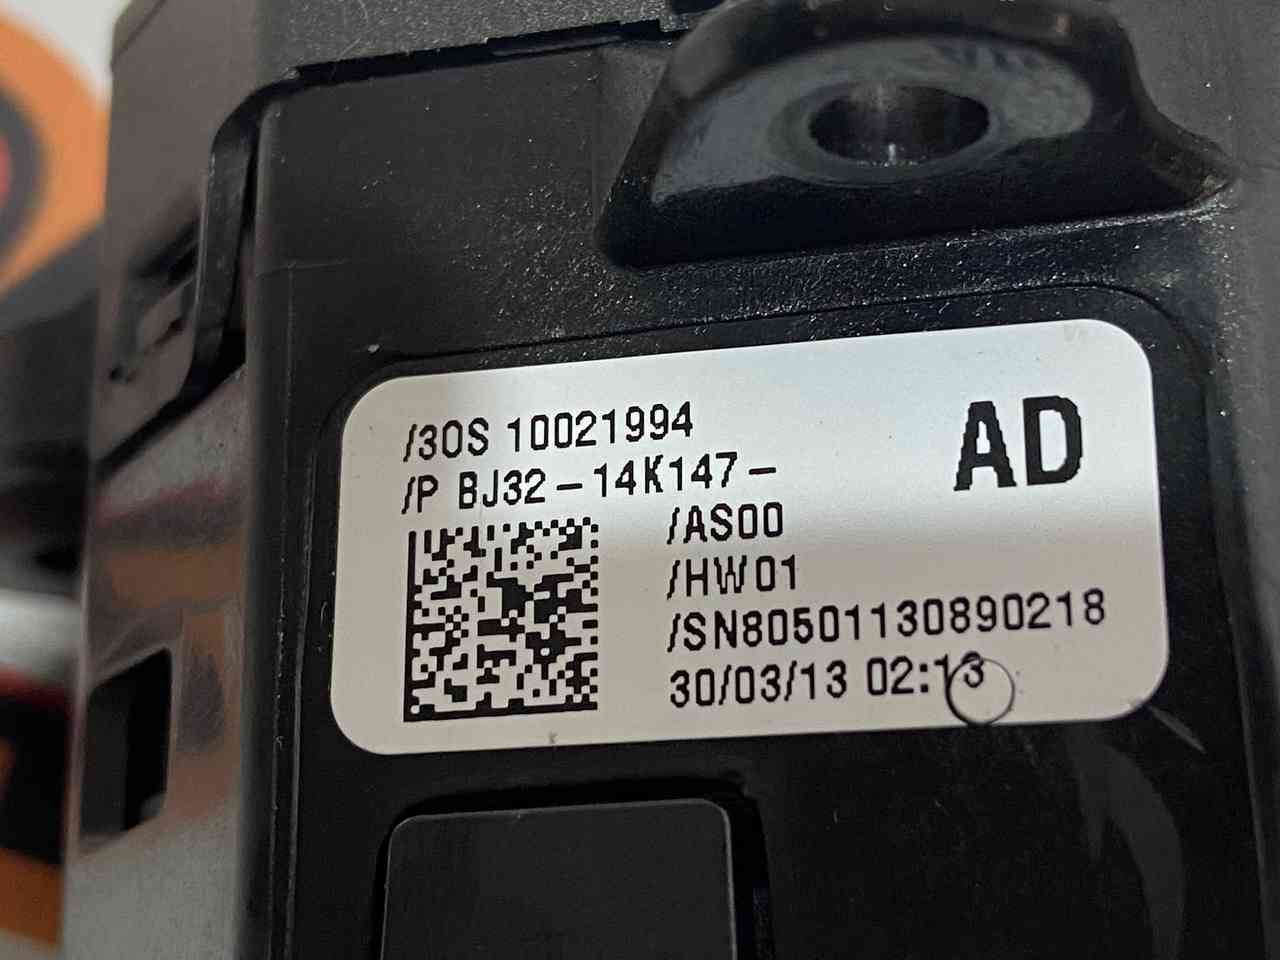 /30S 10021994
/P BJ32-14K147-
AD
/AS00
/HW01
/SN80501130890218
30/03/13 02:13